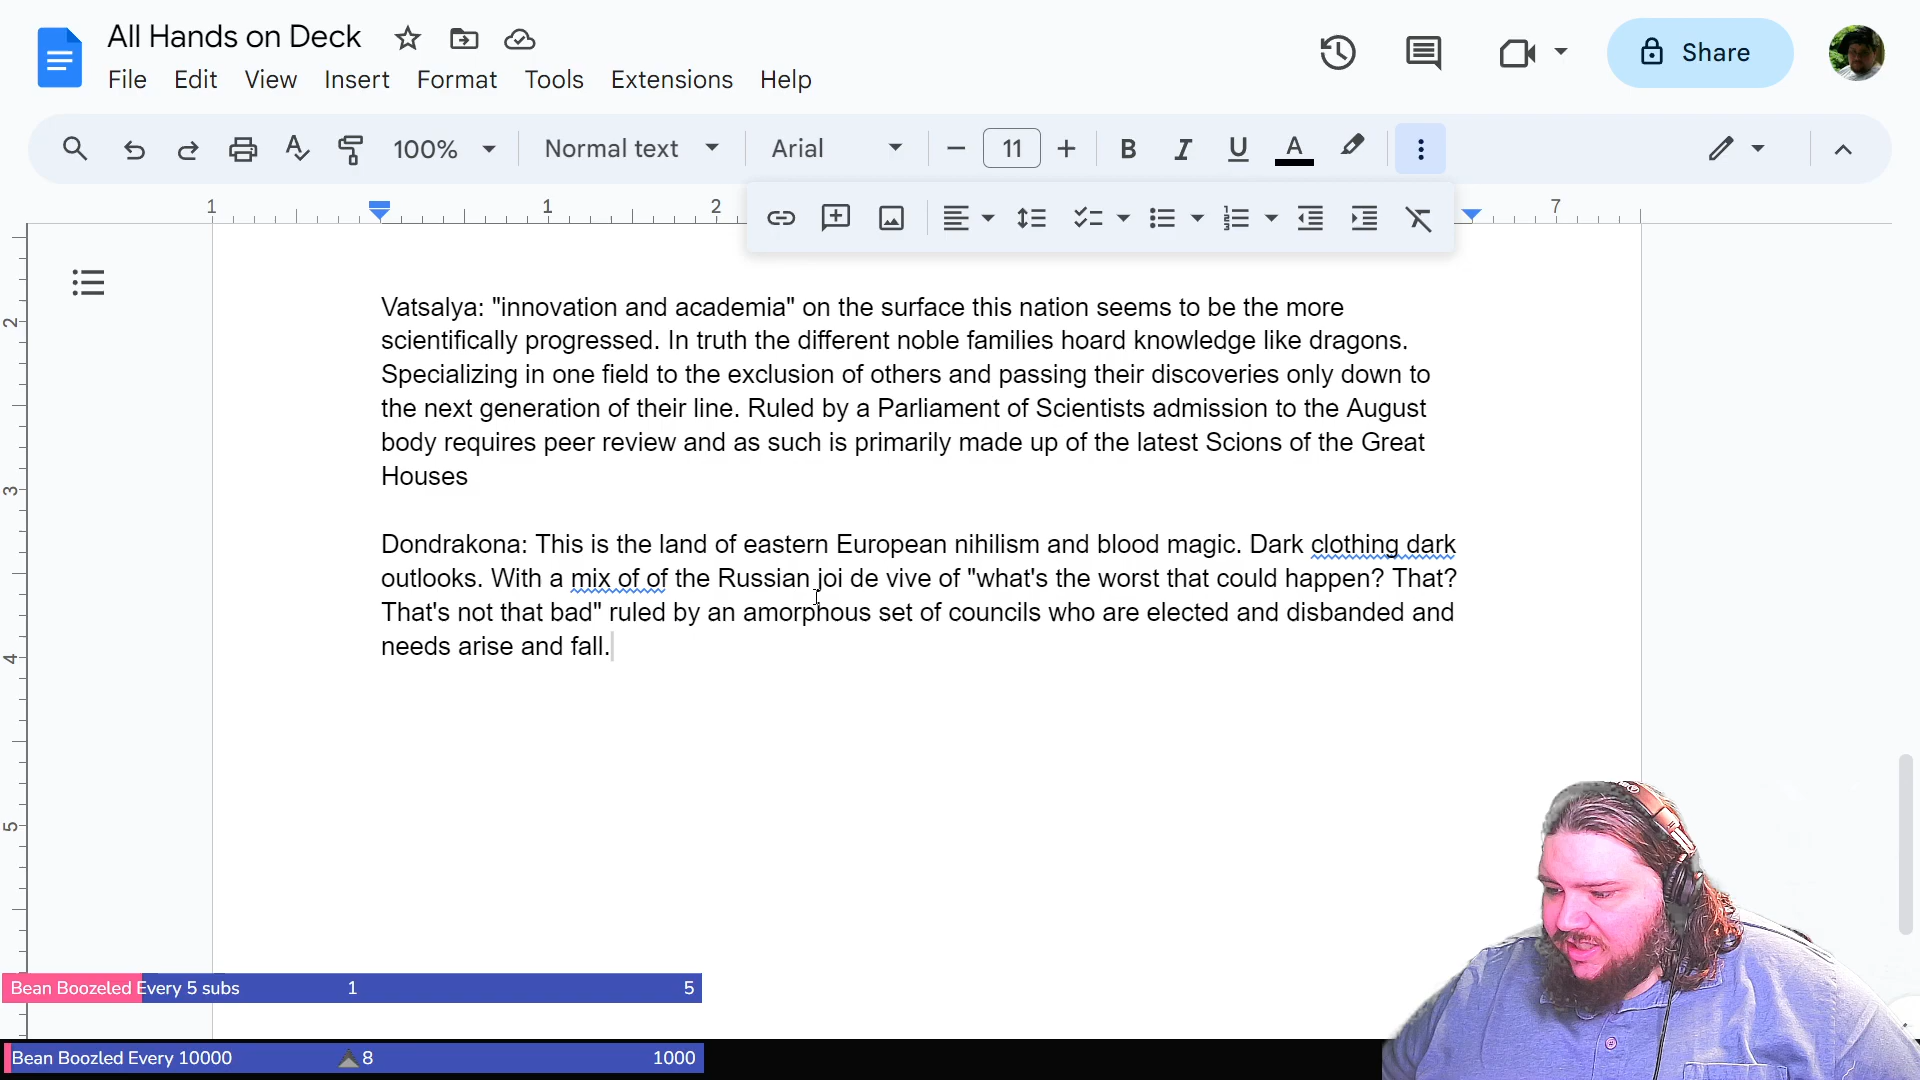 All Hands on Deck
File Edit View Insert Format Tools Extensions Help
Share
100% Normal text Arial 11 B I U A
1 1 2 7
Vatsalya: "innovation and academia" on the surface this nation seems to be the more
scientifically progressed. In truth the different noble families hoard knowledge like dragons.
Specializing in one field to the exclusion of others and passing their discoveries only down to
the next generation of their line. Ruled by a Parliament of Scientists admission to the August
body requires peer review and as such is primarily made up of the latest Scions of the Great
Houses
Dondrakona: This is the land of eastern European nihilism and blood magic. Dark clothing dark
outlooks. With a mix of of the Russian joi de vive of "what's the worst that could happen? That?
That's not that bad" ruled by an amorphous set of councils who are elected and disbanded and
needs arise and fall.
2
3
4
5
Bean Boozeled Every 5 subs 1 5
Bean Boozled Every 10000 8 1000